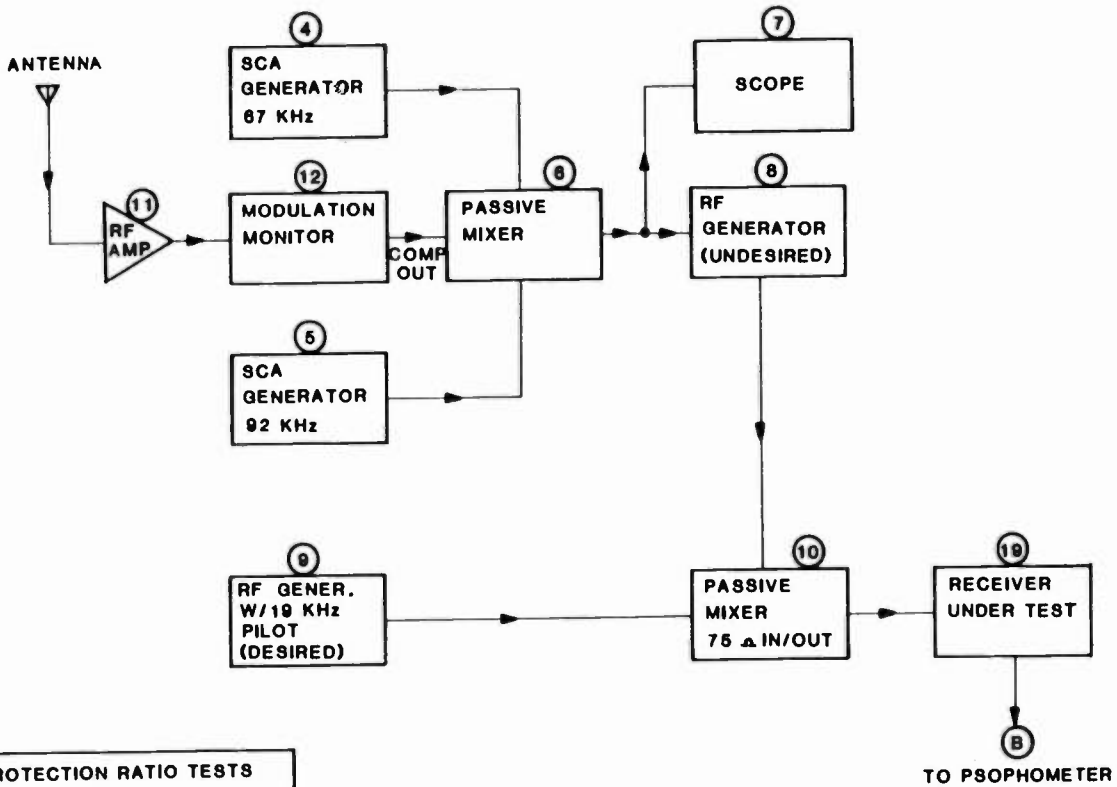 ANTENNA
4
SCA
GENERATOR
67 KHz
7
SCOPE
11
RF
AMP
12
MODULATION
MONITOR
COMP
OUT
6
PASSIVE
MIXER
8
RF
GENERATOR
(UNDESIRED)
5
SCA
GENERATOR
92 KHz
9
RF GENER.
W/19 KHz
PILOT
(DESIRED)
10
PASSIVE
MIXER
75 Ω IN/OUT
19
RECEIVER
UNDER TEST
B
TO PSOPHOMETER
ROTECTION RATIO TESTS